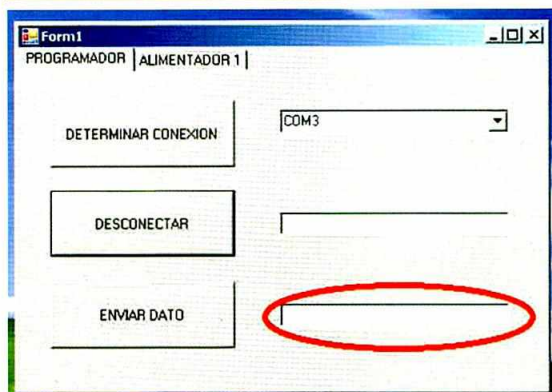 Form1
PROGRAMADOR ALIMENTADOR 1
DETERMINAR CONEXION COM3
DESCONECTAR
ENVIAR DATO